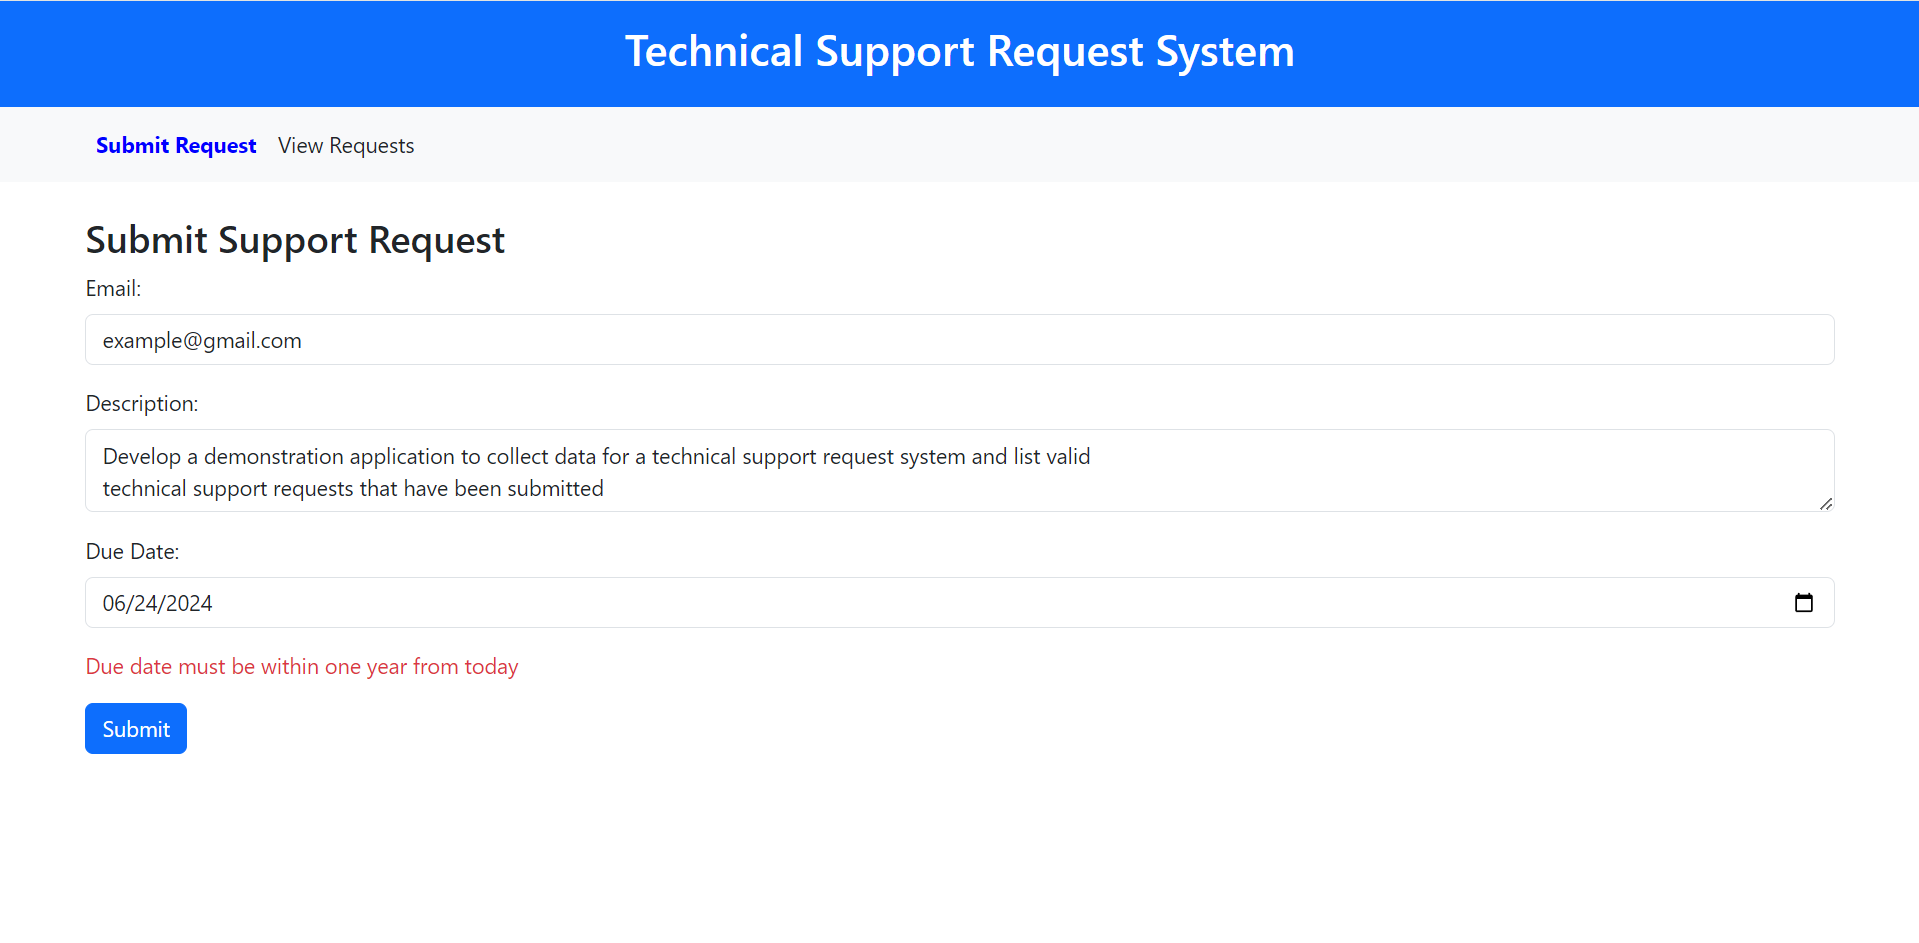 Technical Support Request System
Submit Request View Requests
Submit Support Request
Email:
example@gmail.com
Description:
Develop a demonstration application to collect data for a technical support request system and list valid
technical support requests that have been submitted
Due Date:
06/24/2024
Due date must be within one year from today
Submit